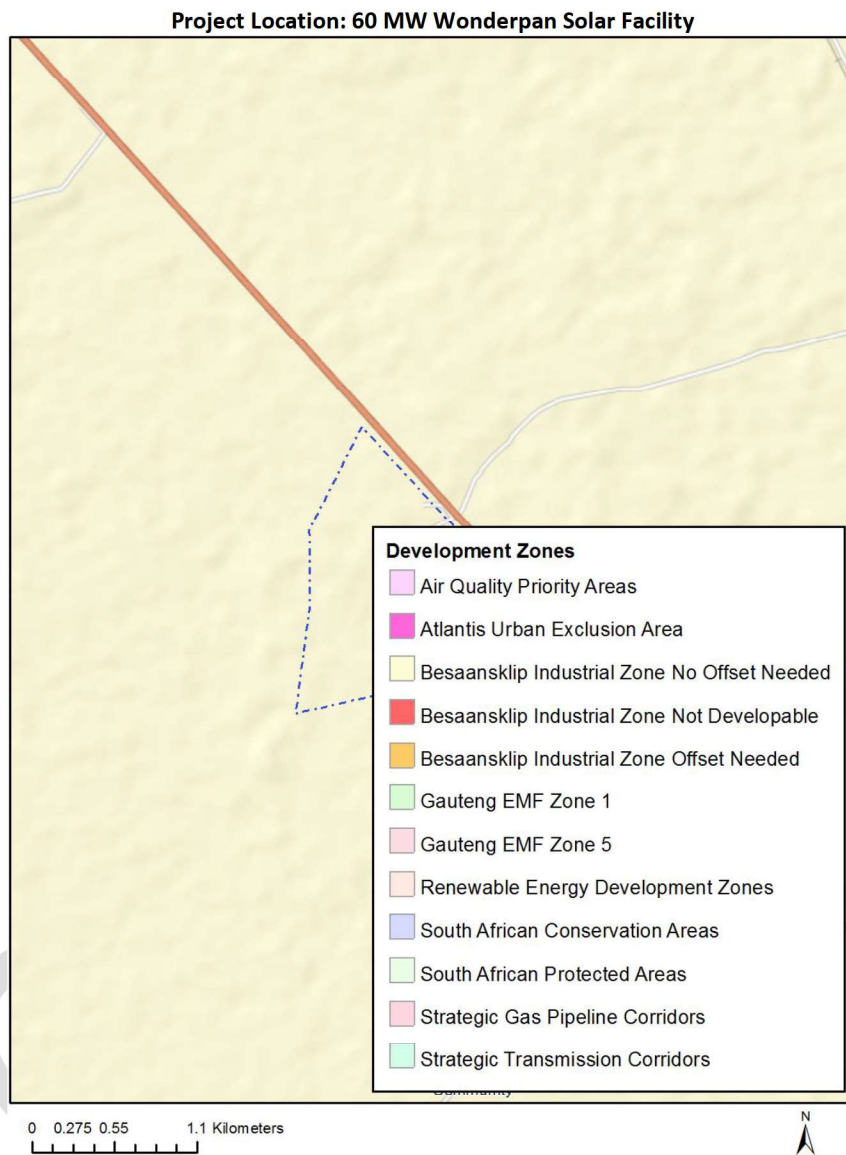 Project Location: 60 MW Wonderpan Solar Facility
Development Zones
Air Quality Priority Areas
Atlantis Urban Exclusion Area
Besaansklip Industrial Zone No Offset Needed
Besaansklip Industrial Zone Not Developable
Besaansklip Industrial Zone Offset Needed
Gauteng EMF Zone 1
Gauteng EMF Zone 5
Renewable Energy Development Zones
South African Conservation Areas
South African Protected Areas
Strategic Gas Pipeline Corridors
Strategic Transmission Corridors
0 0.275 0.55 1.1 Kilometers
N